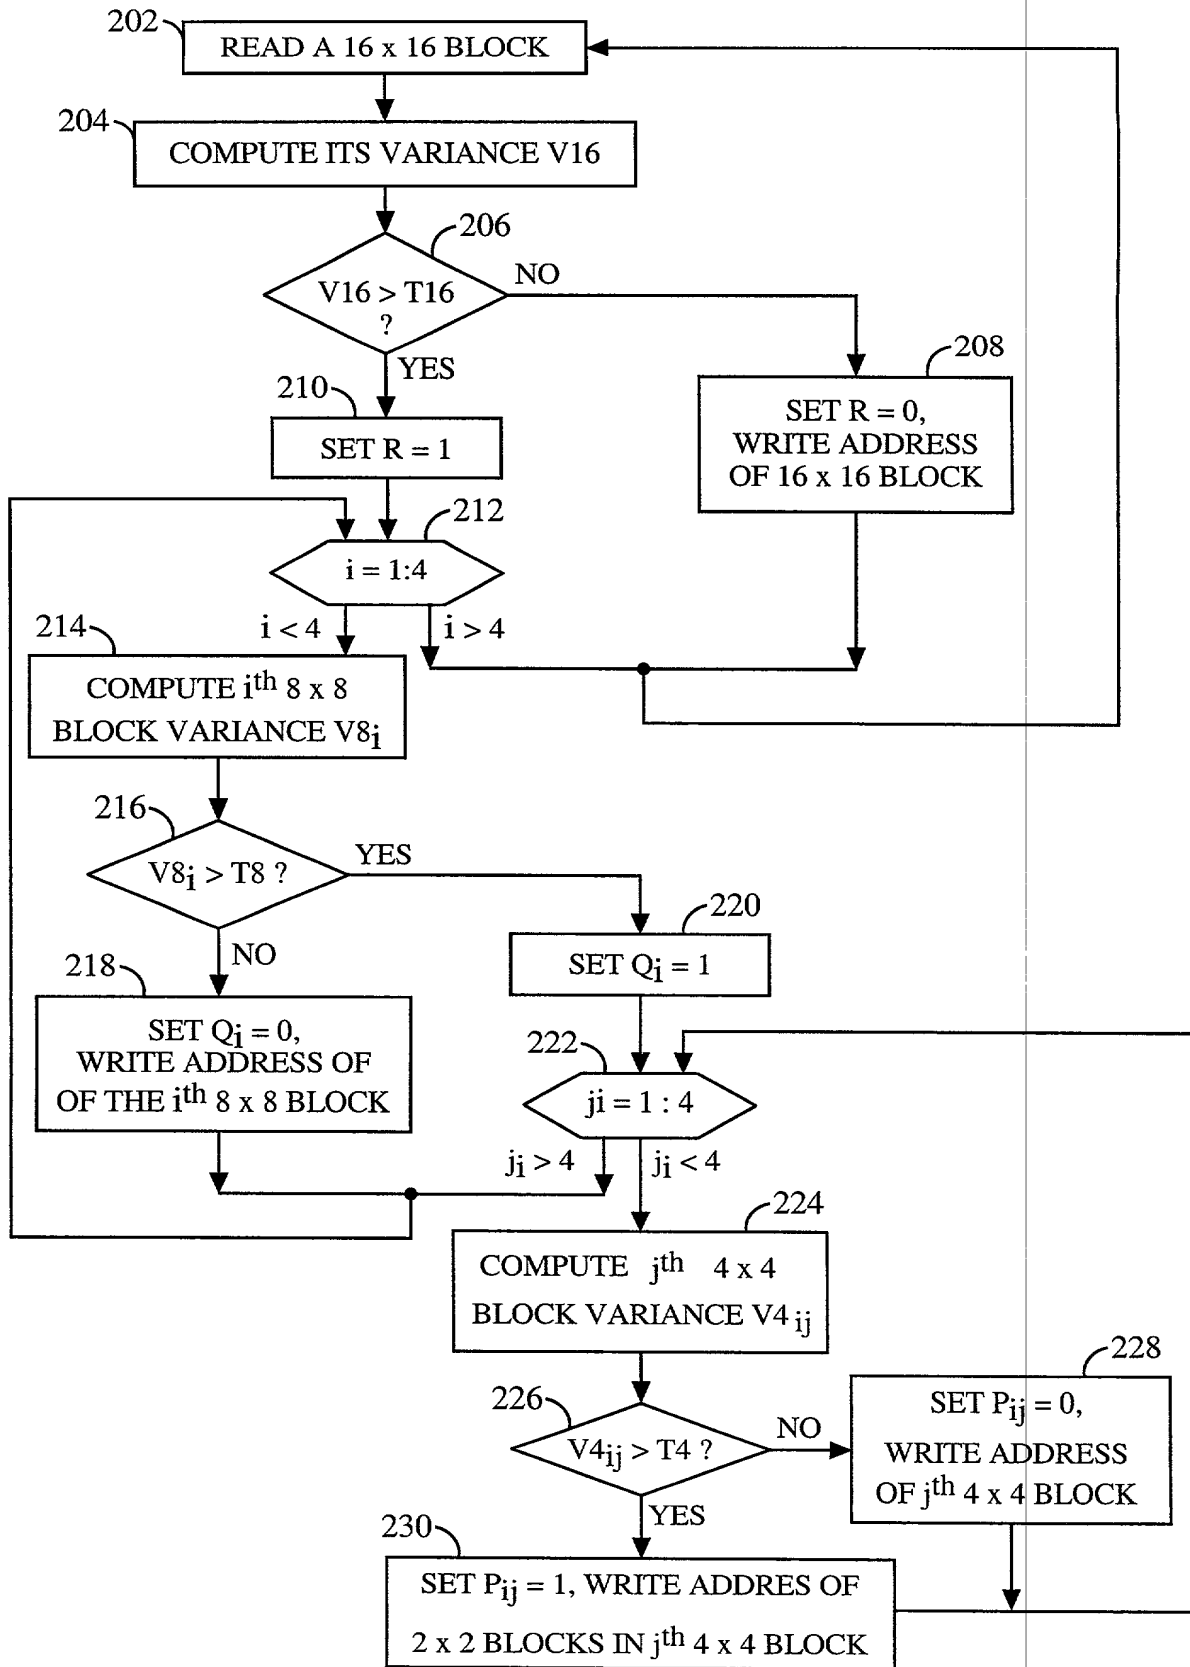 202
READ A 16 x 16 BLOCK
204
COMPUTE ITS VARIANCE V16
206
V16 > T16
?
NO
YES
208
SET R = 0,
WRITE ADDRESS
OF 16 x 16 BLOCK
210
SET R = 1
212
i = 1:4
i < 4
i > 4
214
COMPUTE ith 8 x 8
BLOCK VARIANCE V8i
216
V8i > T8 ?
YES
NO
218
SET Qi = 0,
WRITE ADDRESS OF
OF THE ith 8 x 8 BLOCK
220
SET Qi = 1
222
ji = 1 : 4
ji > 4
ji < 4
224
COMPUTE jth 4 x 4
BLOCK VARIANCE V4 ij
226
V4ij > T4 ?
NO
YES
228
SET Pij = 0,
WRITE ADDRESS
OF jth 4 x 4 BLOCK
230
SET Pij = 1, WRITE ADDRES OF
2 x 2 BLOCKS IN jth 4 x 4 BLOCK